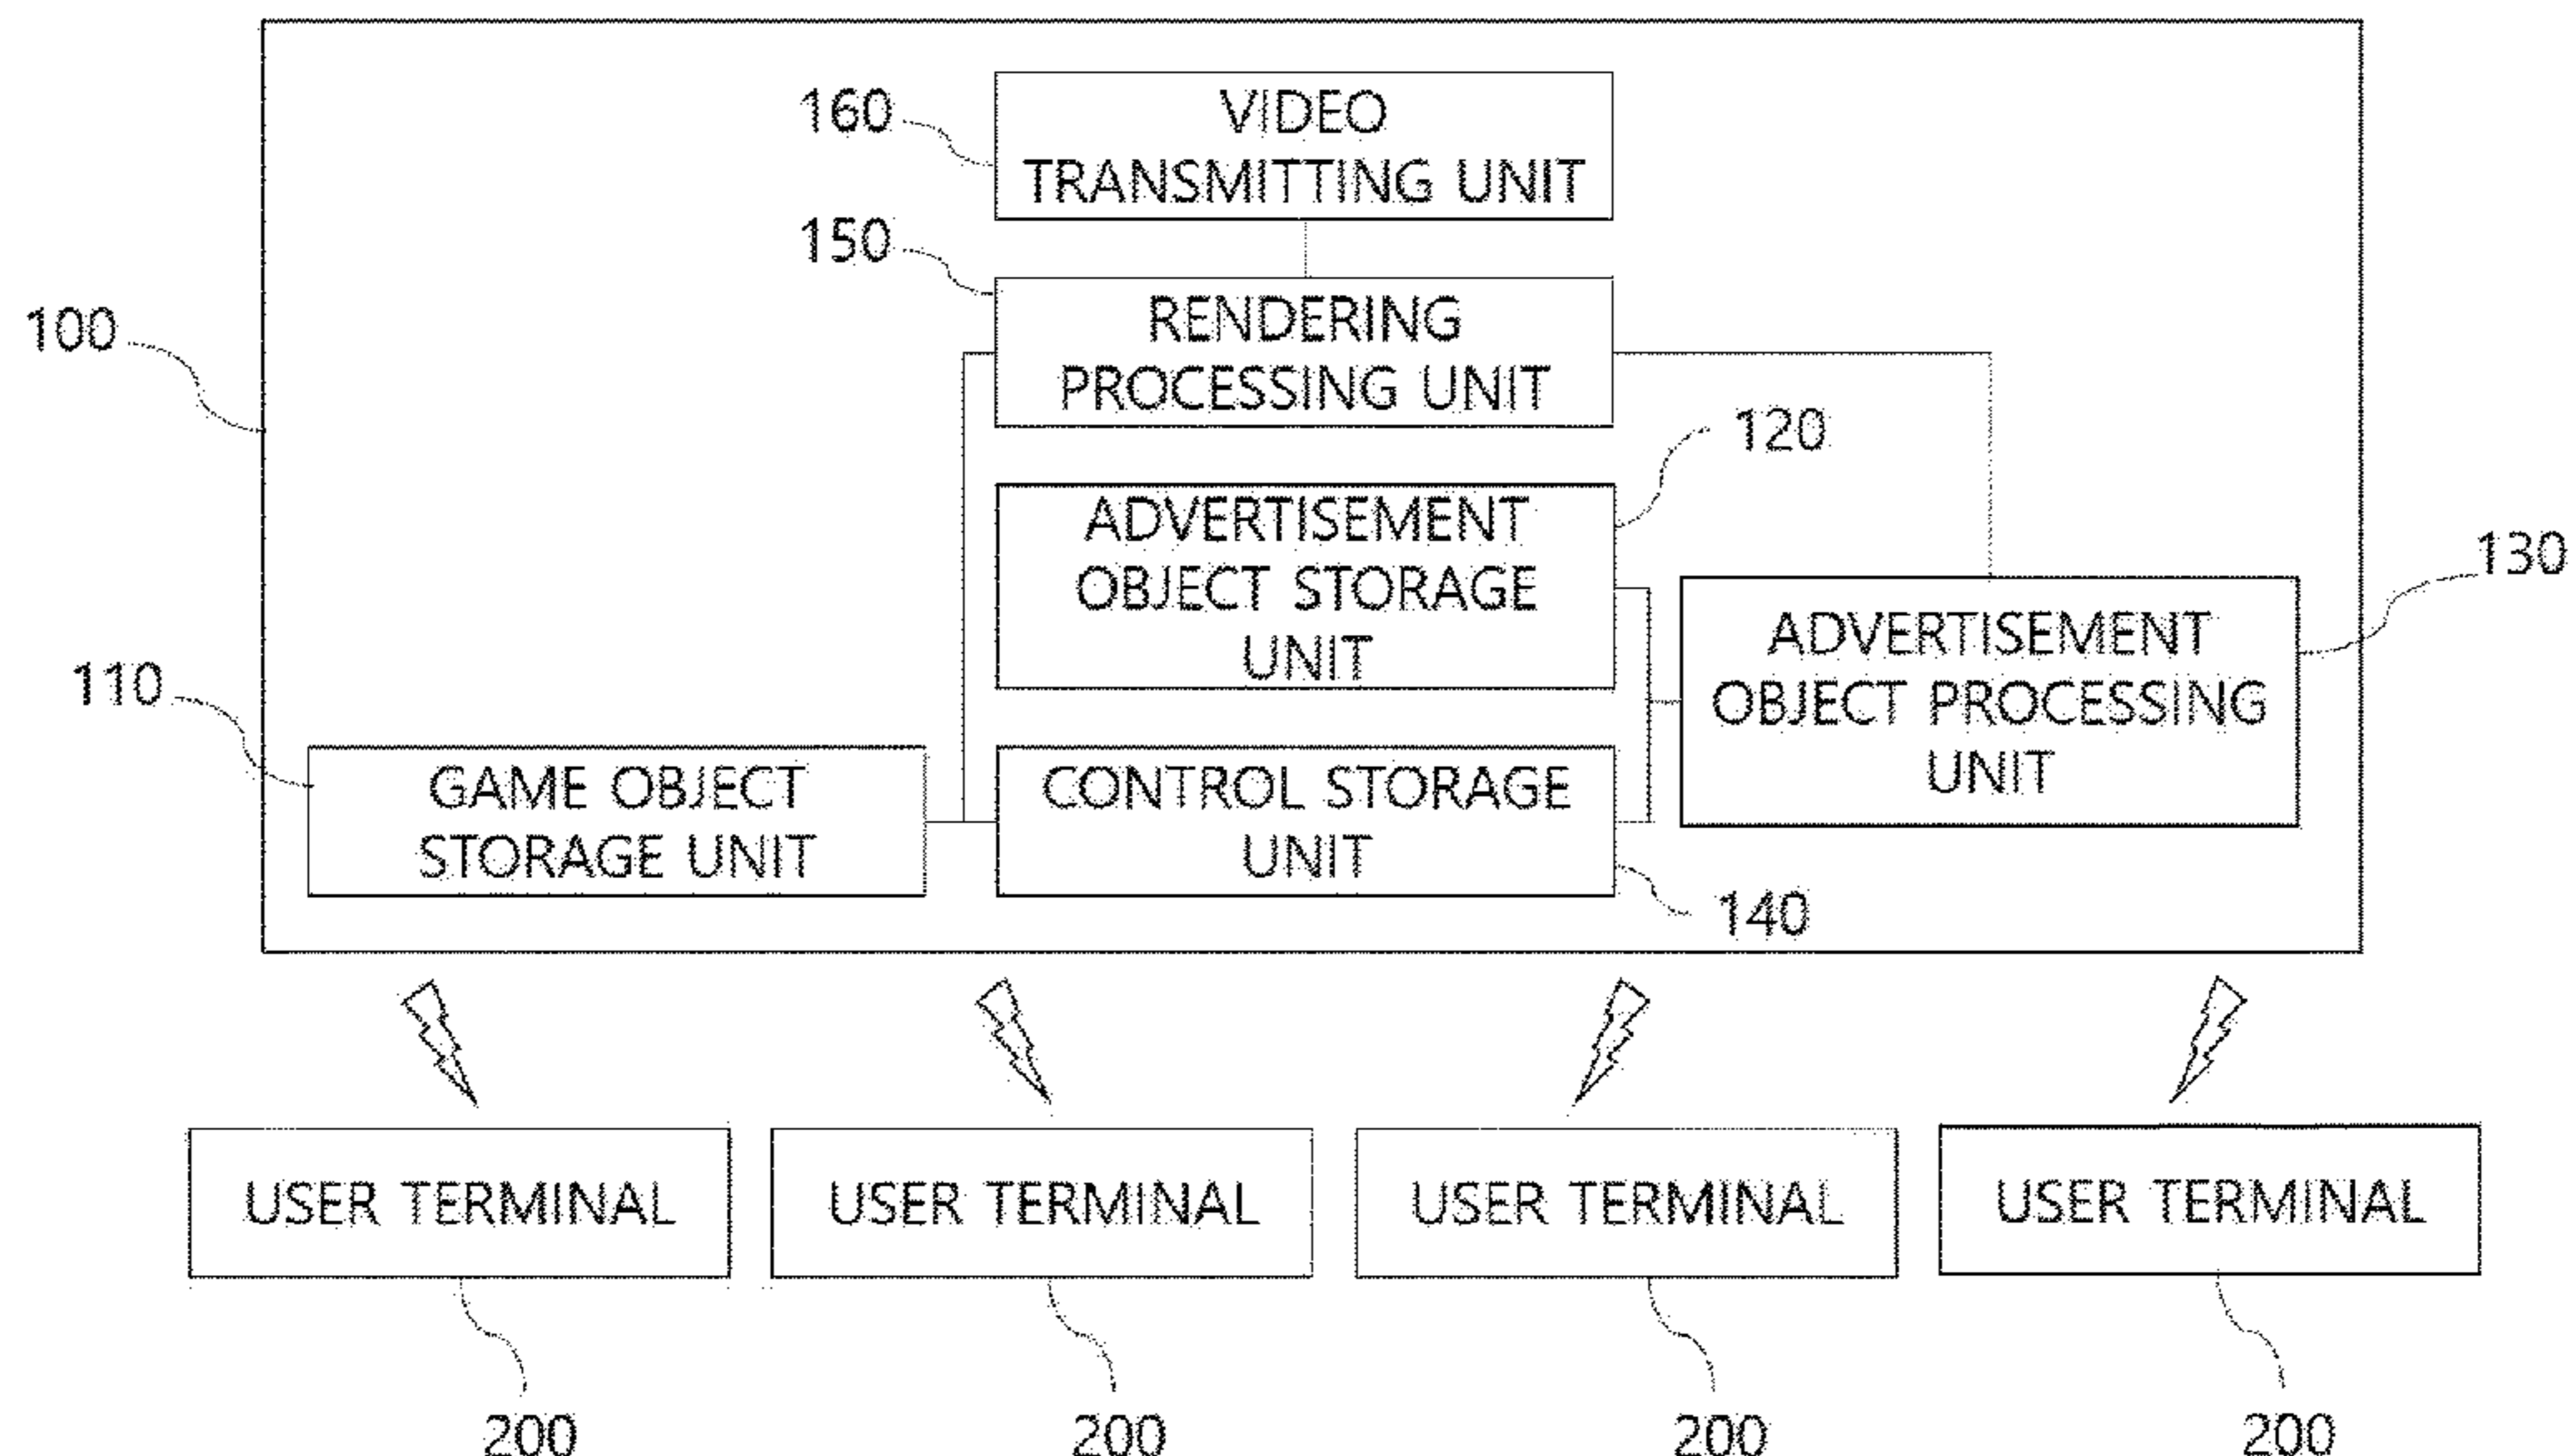 160
VIDEO
TRANSMITTING UNIT
150
RENDERING
PROCESSING UNIT
100
120
ADVERTISEMENT
OBJECT STORAGE
UNIT
130
ADVERTISEMENT
OBJECT PROCESSING
UNIT
110
GAME OBJECT
STORAGE UNIT
CONTROL STORAGE
UNIT
140
USER TERMINAL
USER TERMINAL
USER TERMINAL
USER TERMINAL
200
200
200
200